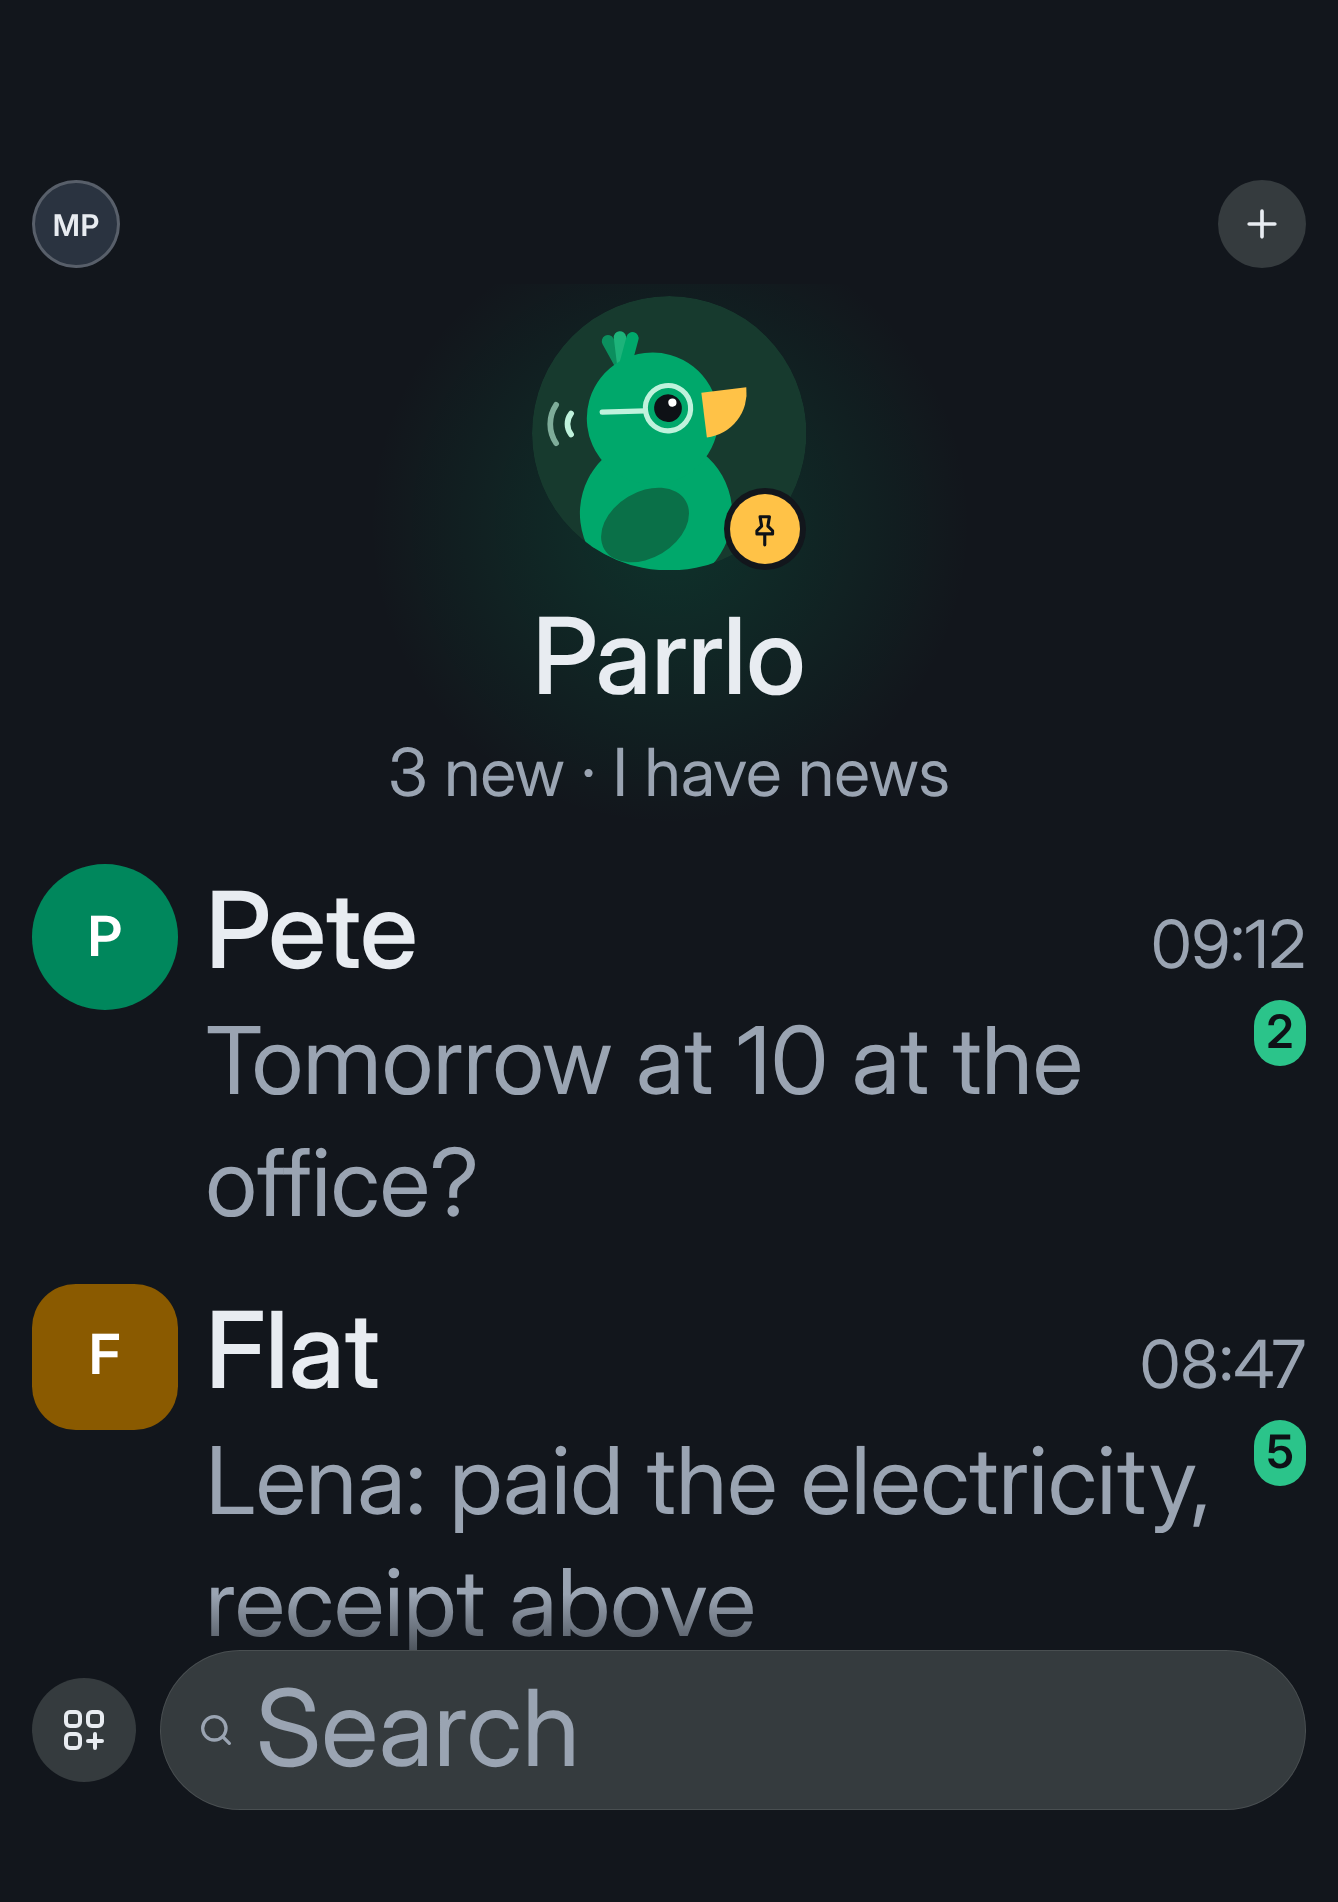 MP
Parrlo
3 new · I have news
P
Pete
09:12
Tomorrow at 10 at the
2
office?
F
Flat
08:47
Lena: paid the electricity,
5
receipt above
Search